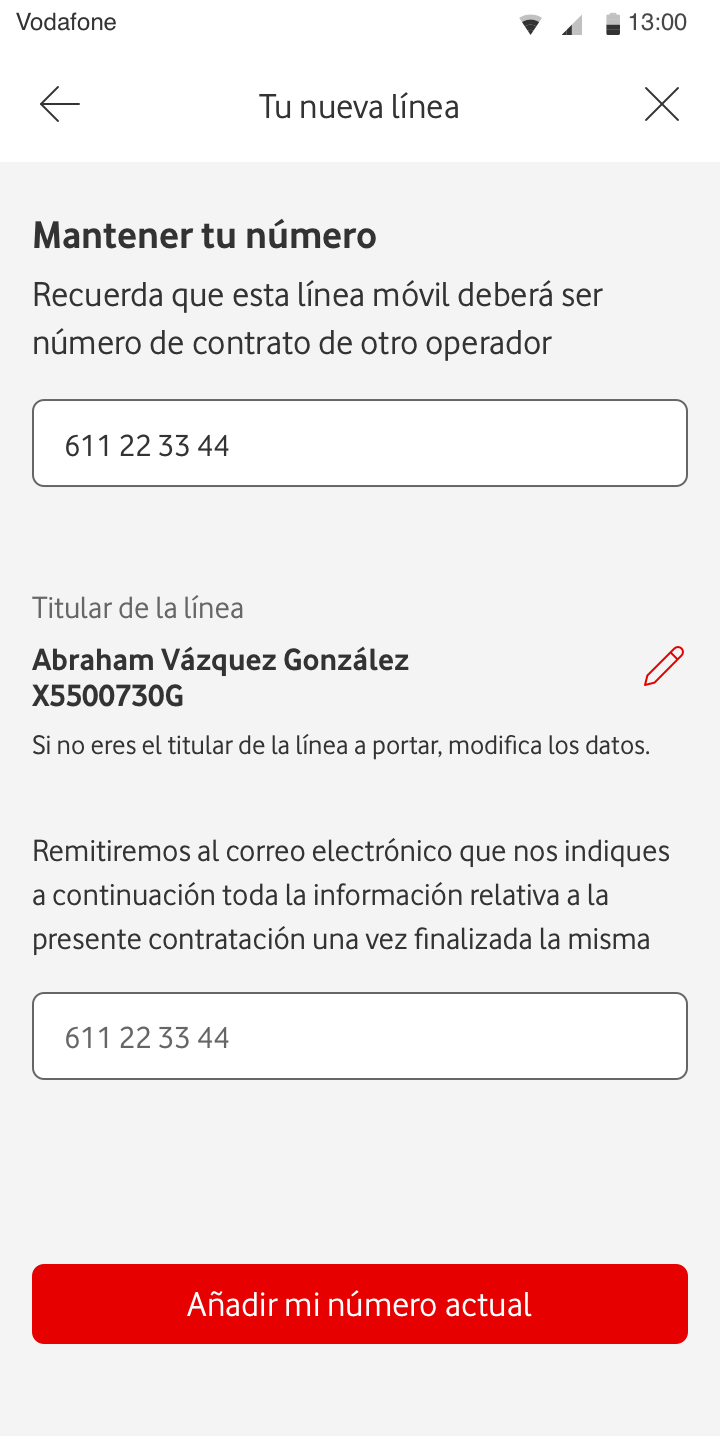 Vodafone
13:00
Tu nueva línea
Mantener tu número
Recuerda que esta línea móvil deberá ser
número de contrato de otro operador
611 22 33 44
Titular de la línea
Abraham Vázquez González
X5500730G
Si no eres el titular de la línea a portar, modifica los datos.
Remitiremos al correo electrónico que nos indiques
a continuación toda la información relativa a la
presente contratación una vez finalizada la misma
611 22 33 44
Añadir mi número actual